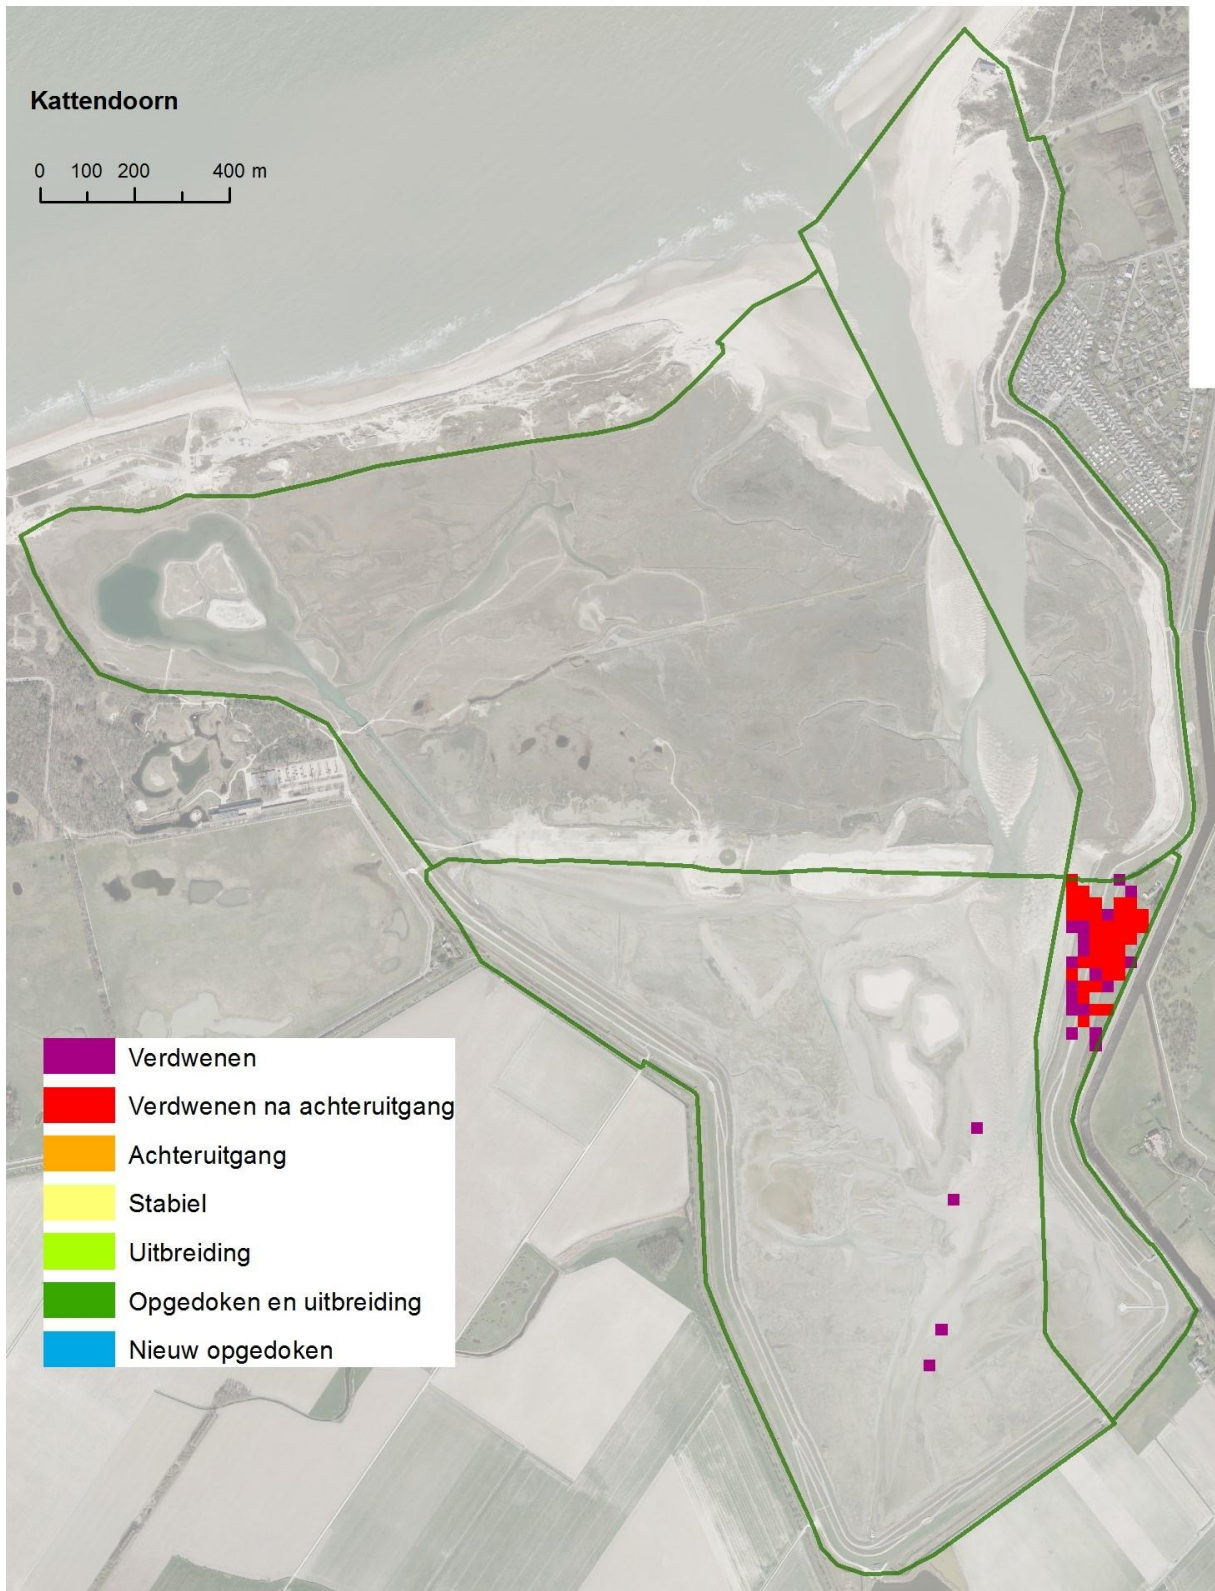 Kattendoorn
0 100 200 400 m
Verdwenen
Verdwenen na achteruitgang
Achteruitgang
Stabiel
Uitbreiding
Opgedoken en uitbreiding
Nieuw opgedoken